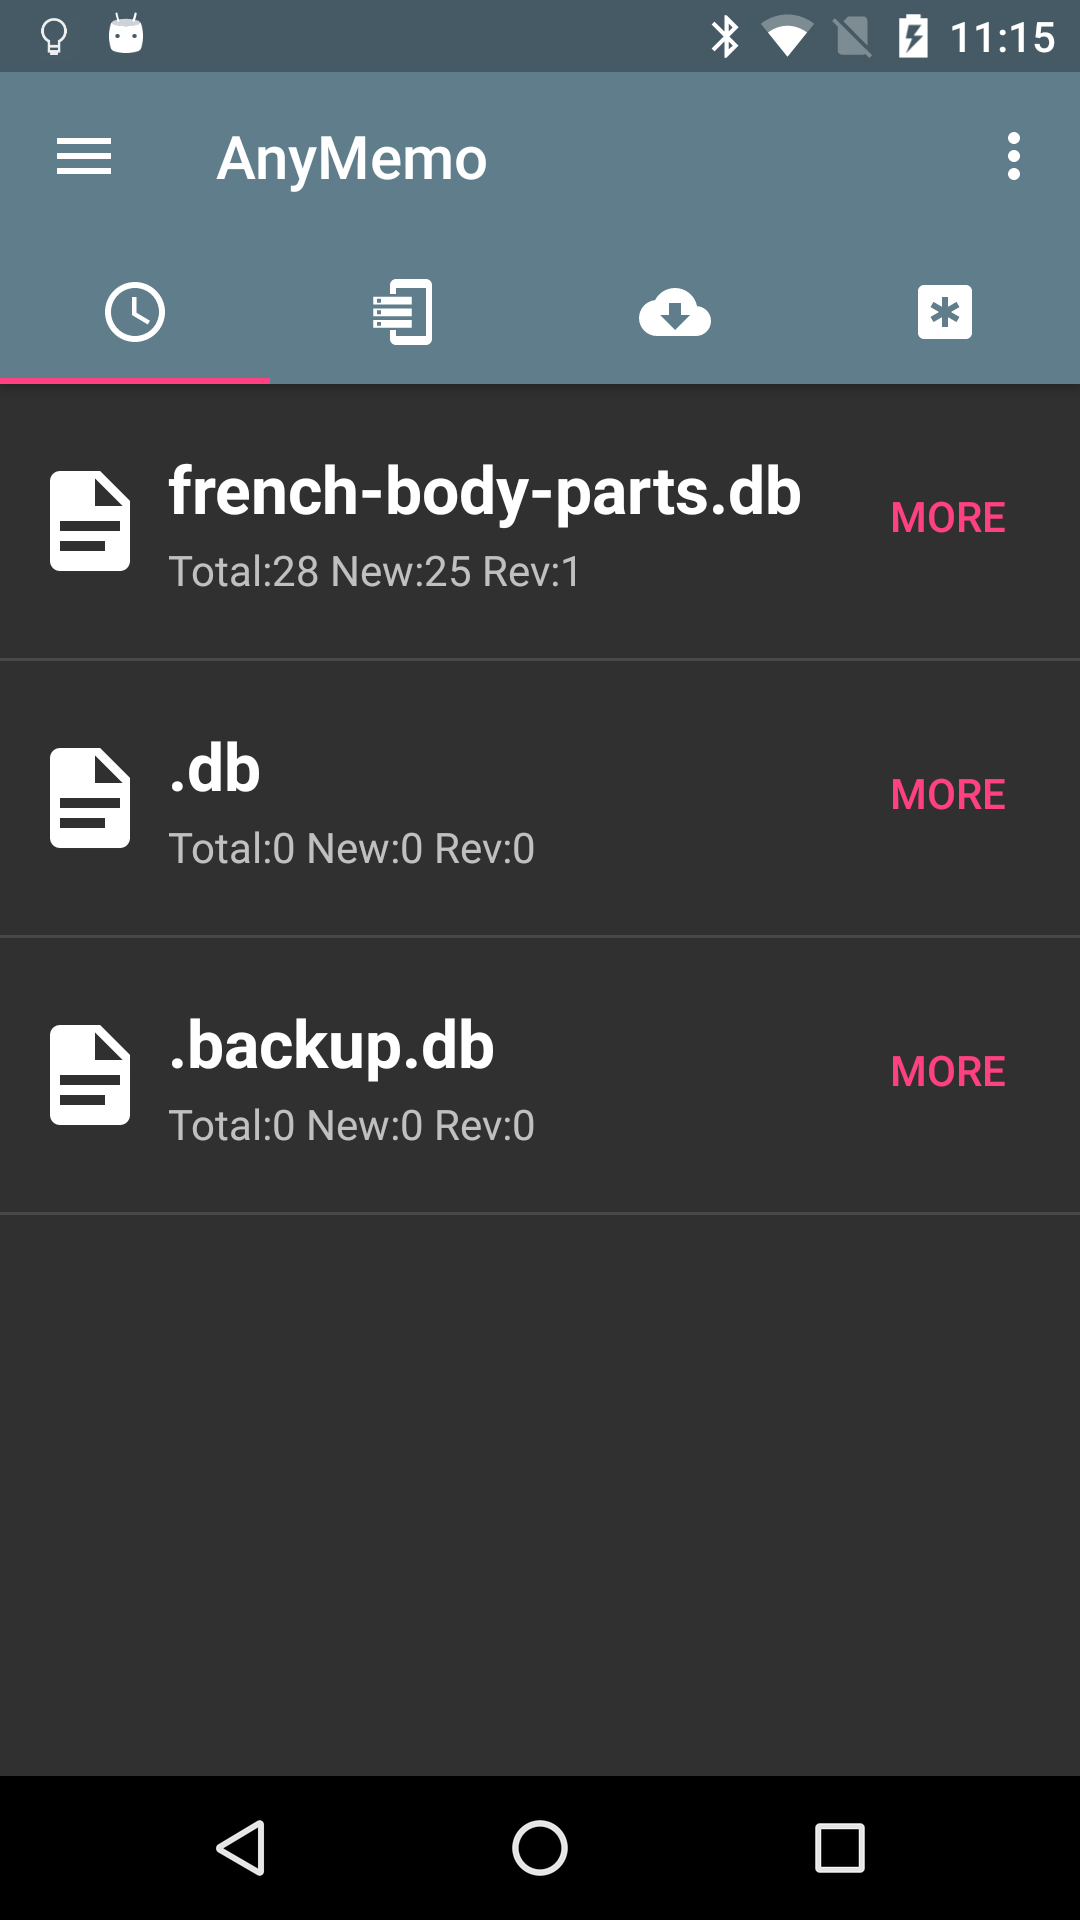 11:15
AnyMemo
french-body-parts.db
MORE
Total:28 New:25 Rev:1
.db
MORE
Total:0 New:0 Rev:0
.backup.db
MORE
Total:0 New:0 Rev:0